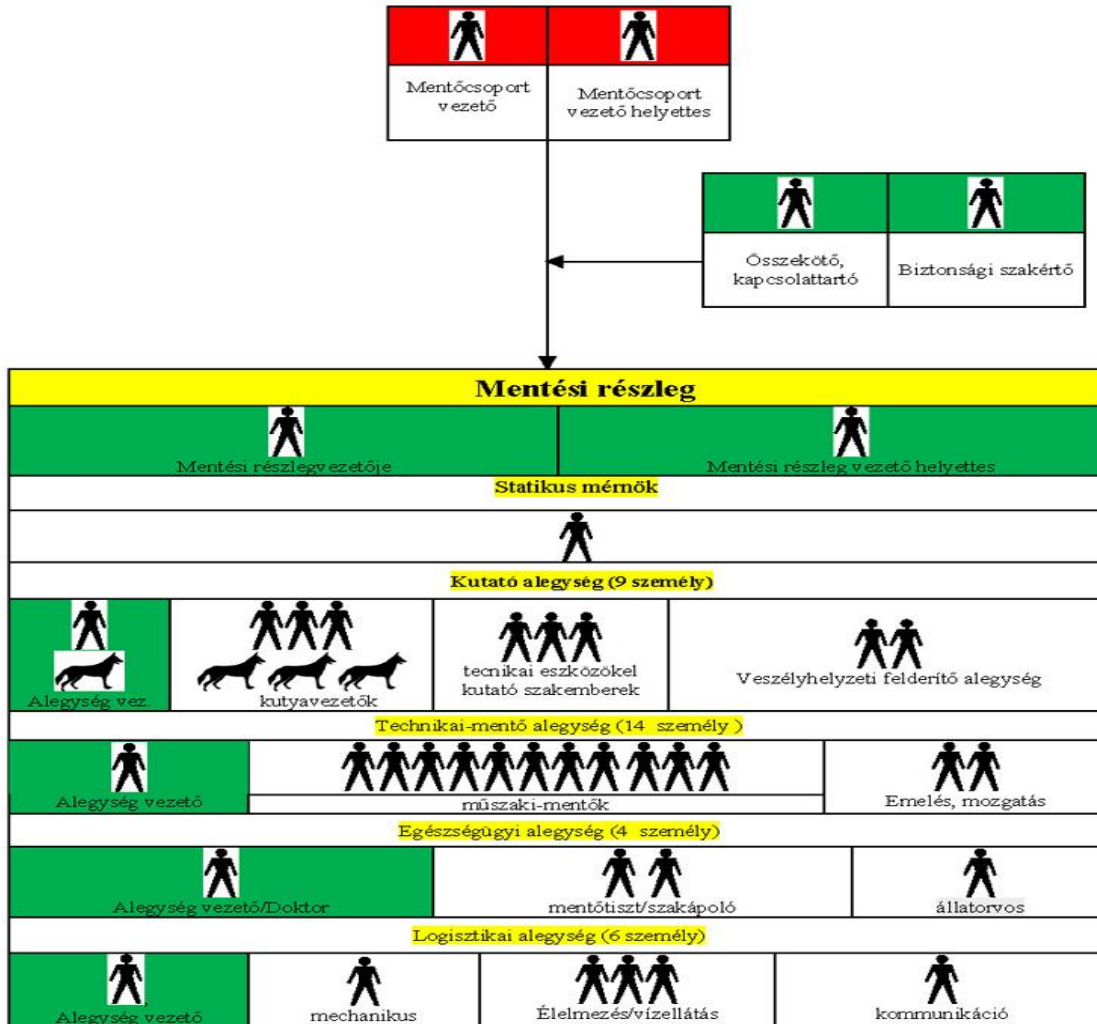 Mentőcsoport
vezető
Mentőcsoport
vezető helyettes
Összekötő,
kapcsolattartó
Biztonsági szakértő
Mentési részleg
Mentési részlegvezetője
Mentési részleg vezető helyettes
Statikus mérnök
Kutató alegység (9 személy)
Alegység vez.
kutyavezetők
tecnikai eszközökel
kutató szakemberek
Veszélyhelyzeti felderítő alegység
Technikai-mentő alegység (14 személy )
Alegység vezető
műszaki-mentők
Emelés, mozgatás
Egészségügyi alegység (4 személy)
Alegység vezető/Doktor
mentőtiszt/szakápoló
állatorvos
Logisztikai alegység (6 személy)
Alegység vezető
mechanikus
Élelmezés/vízellátás
kommunikáció